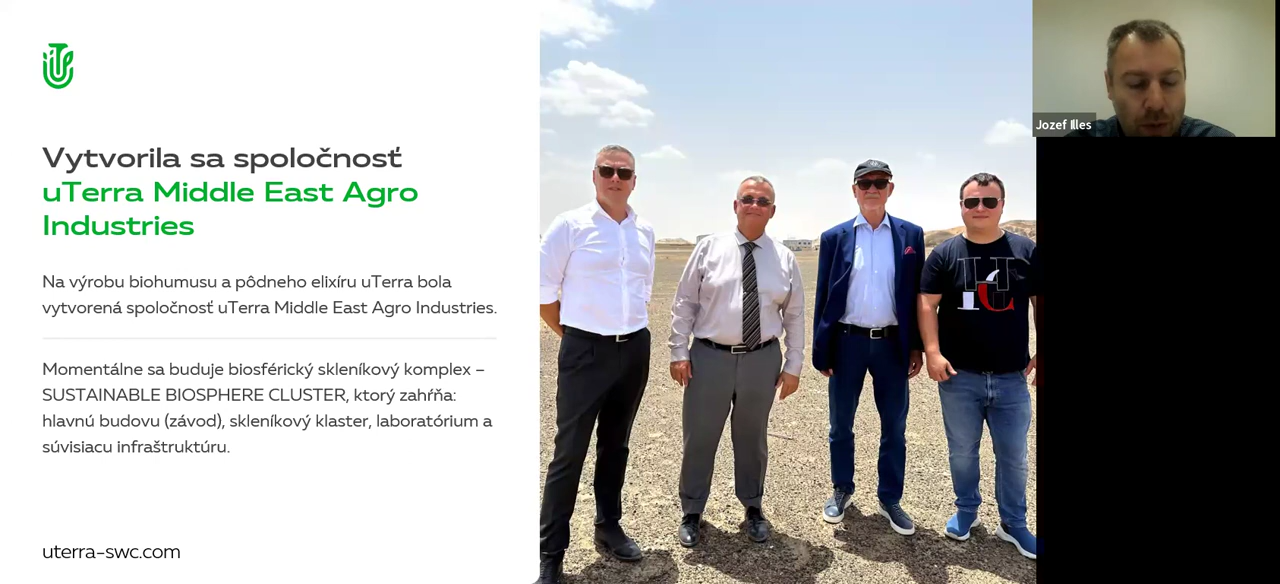 Vytvorila sa spoločnosť
uTerra Middle East Agro
Industries
Na výrobu biohumusu a pôdneho elixíru uTerra bola
vytvorená spoločnosť uTerra Middle East Agro Industries.
Momentálne sa buduje biosférický skleníkový komplex –
SUSTAINABLE BIOSPHERE CLUSTER, ktorý zahŕňa:
hlavnú budovu (závod), skleníkový klaster, laboratórium a
súvisiacu infraštruktúru.
uterra-swc.com
Jozef Illes